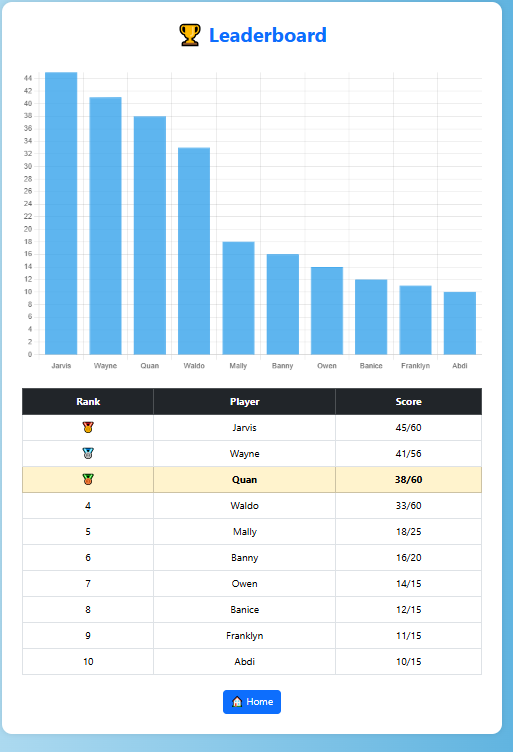 Leaderboard
44
42
40
38
36
34
32
30
28
26
24
22
20
18
16
14
12
10
8
6
4
2
0
Jarvis Wayne Quan Waldo Mally Banny Owen Banice Franklyn Abdi
Rank Player Score
Jarvis 45/60
Wayne 41/56
Quan 38/60
4 Waldo 33/60
5 Mally 18/25
6 Banny 16/20
7 Owen 14/15
8 Banice 12/15
9 Franklyn 11/15
10 Abdi 10/15
Home